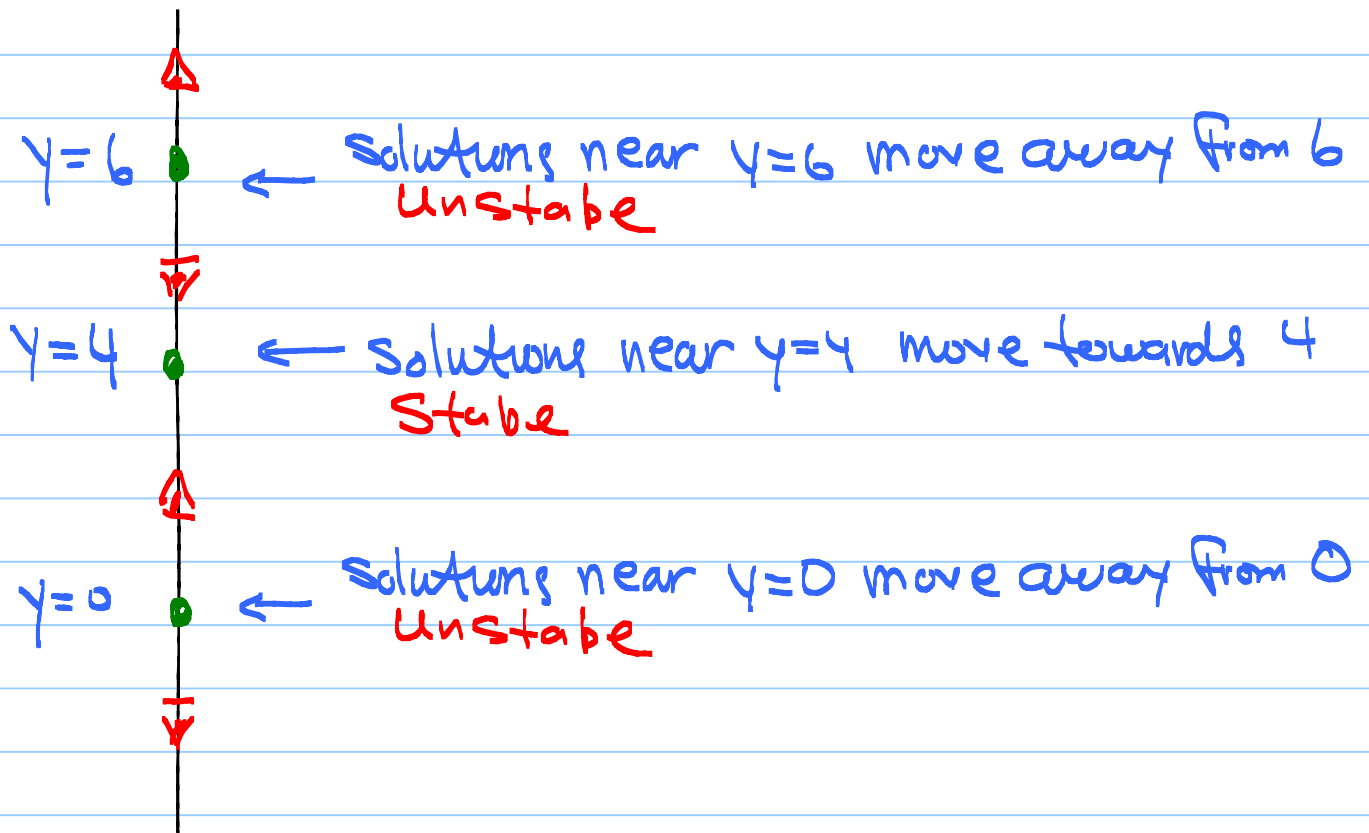 y=6 solutions near y=6 move away from 6
Unstabe
y=4 solutions near y=4 move towards 4
Stabe
y=0 solutions near y=0 move away from 0
Unstabe